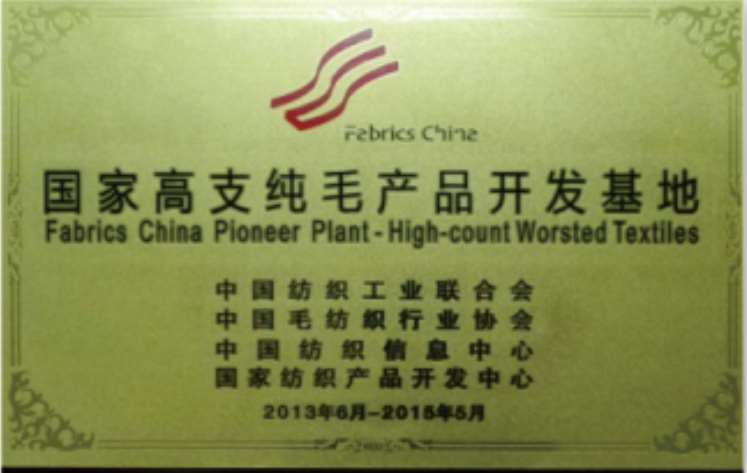 Fabrics China
国家高支纯毛产品开发基地
Fabrics China Pioneer Plant - High-count Worsted Textiles
中国纺织工业联合会
中国毛纺织行业协会
中国纺织信息中心
国家纺织产品开发中心
2013年6月-2015年5月